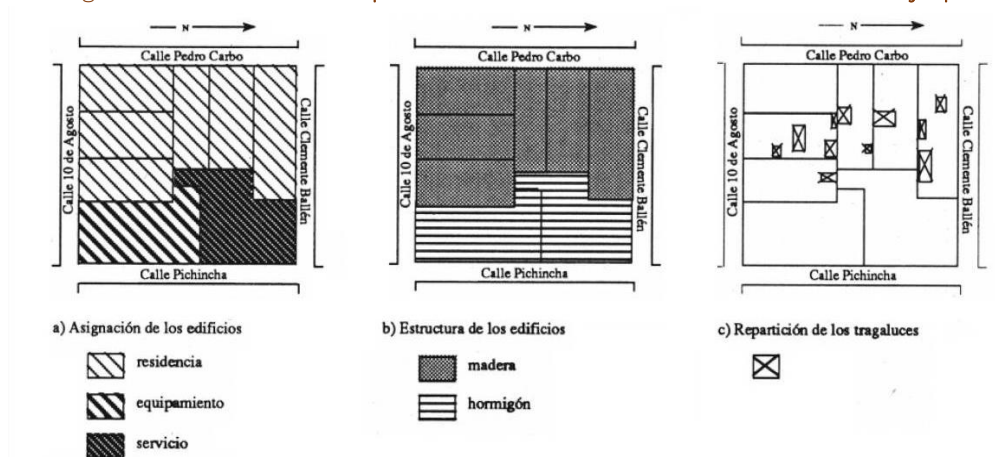 N
Calle Pedro Carbo
Calle 10 de Agosto
Calle Clemente Ballén
Calle Pichincha
a) Asignación de los edificios
residencia
equipamiento
servicio
N
Calle Pedro Carbo
Calle 10 de Agosto
Calle Clemente Ballén
Calle Pichincha
b) Estructura de los edificios
madera
hormigón
N
Calle Pedro Carbo
Calle 10 de Agosto
Calle Clemente Ballén
Calle Pichincha
c) Repartición de los tragaluces